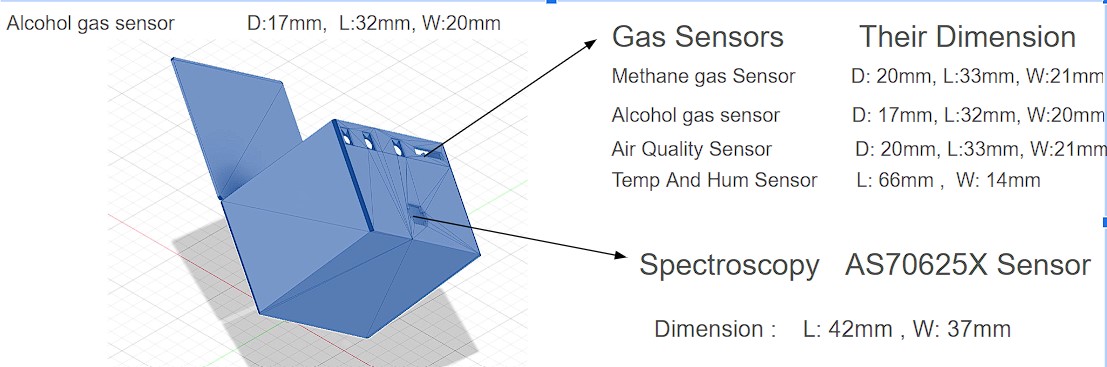 Alcohol gas sensor D:17mm, L:32mm, W:20mm
Gas Sensors Their Dimension
Methane gas Sensor D: 20mm, L:33mm, W:21mm
Alcohol gas sensor D: 17mm, L:32mm, W:20mm
Air Quality Sensor D: 20mm, L:33mm, W:21mm
Temp And Hum Sensor L: 66mm , W: 14mm
Spectroscopy AS70625X Sensor
Dimension : L: 42mm , W: 37mm